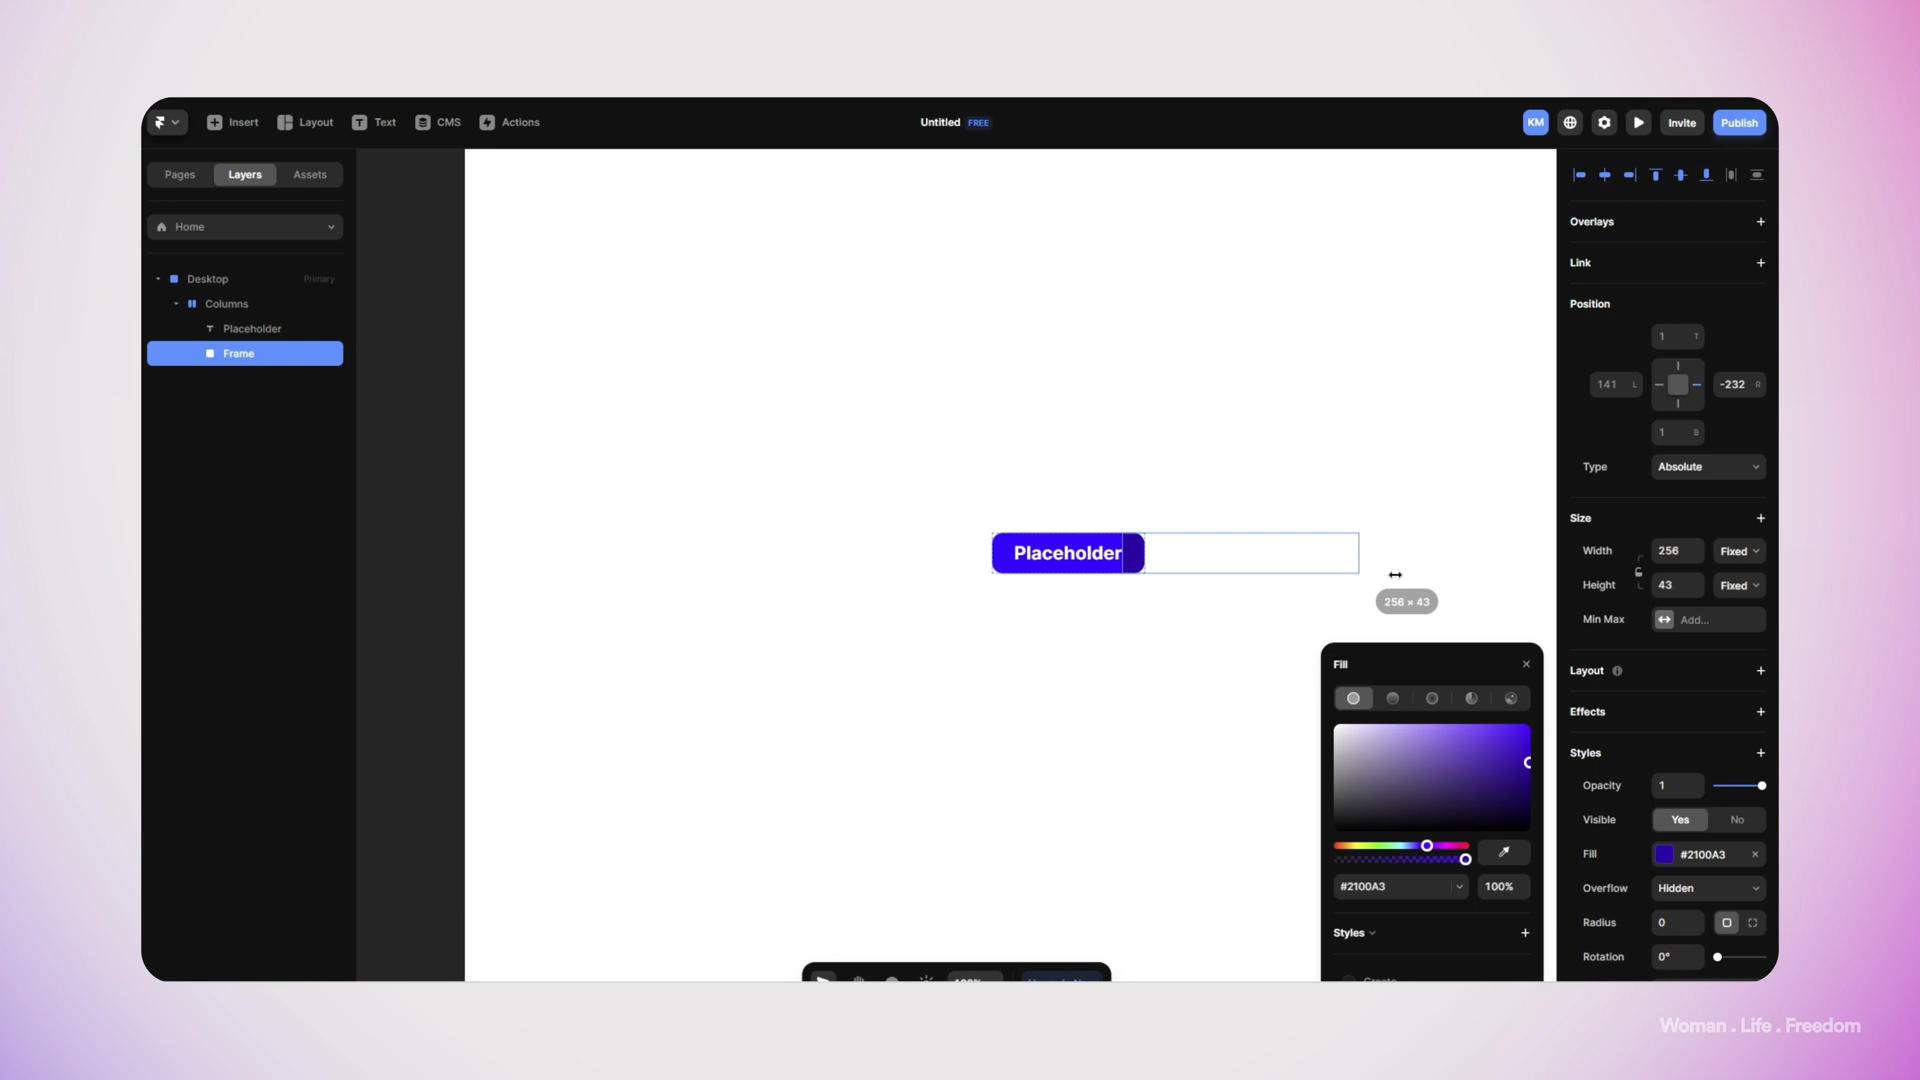 Insert
Layout
Text
CMS
Actions
Untitled FREE
KM
Invite
Publish
Pages
Layers
Assets
Home
Desktop
Primary
Columns
Placeholder
Frame
Placeholder
256 × 43
Overlays
Link
Position
1 T
141 L
-232 R
1 B
Type
Absolute
Size
Width
256
Fixed
Height
43
Fixed
Min Max
Add...
Layout
Effects
Styles
Opacity
1
Visible
Yes
No
Fill
#2100A3
Overflow
Hidden
Radius
0
Rotation
0°
Fill
#2100A3
100%
Styles
Create
100%
Woman . Life . Freedom